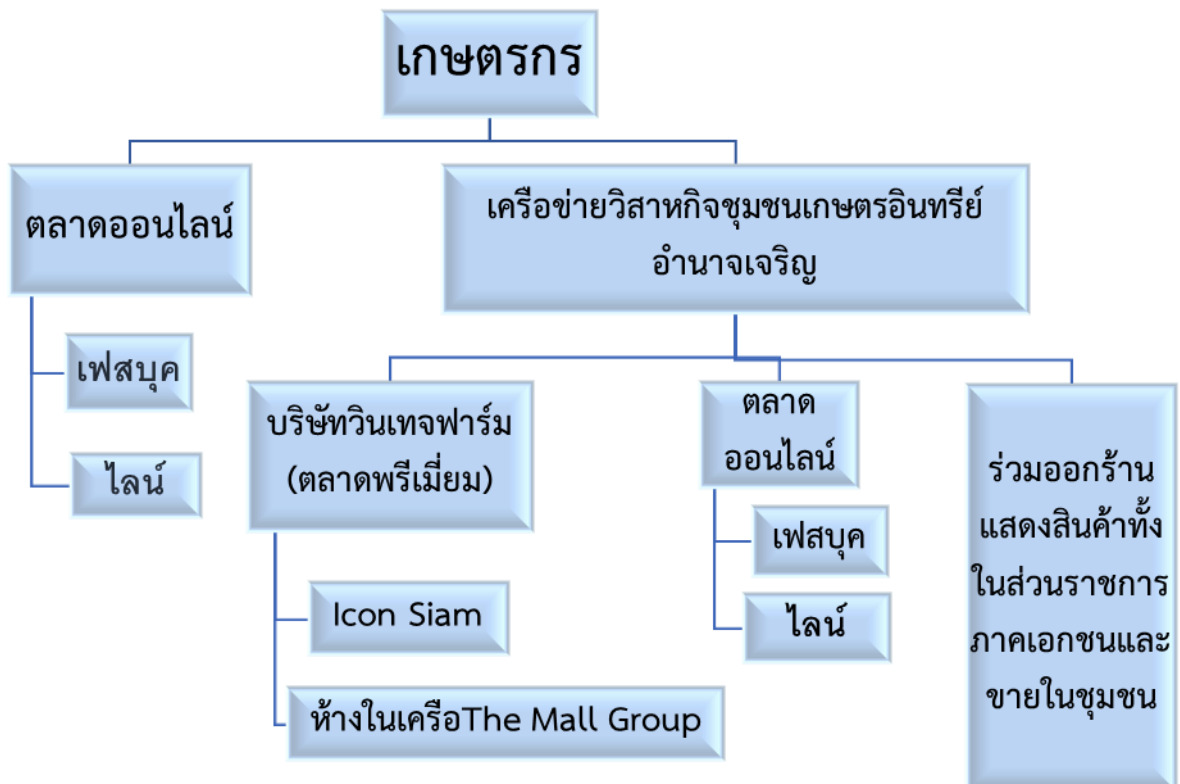 เกษตรกร
ตลาดออนไลน์
เครือข่ายวิสาหกิจชุมชนเกษตรอินทรีย์
อำนาจเจริญ
เฟสบุค
ไลน์
บริษัทวินเทจฟาร์ม
(ตลาดพรีเมี่ยม)
Icon Siam
ห้างในเครือThe Mall Group
ตลาด
ออนไลน์
เฟสบุค
ไลน์
ร่วมออกร้าน
แสดงสินค้าทั้ง
ในส่วนราชการ
ภาคเอกชนและ
ขายในชุมชน